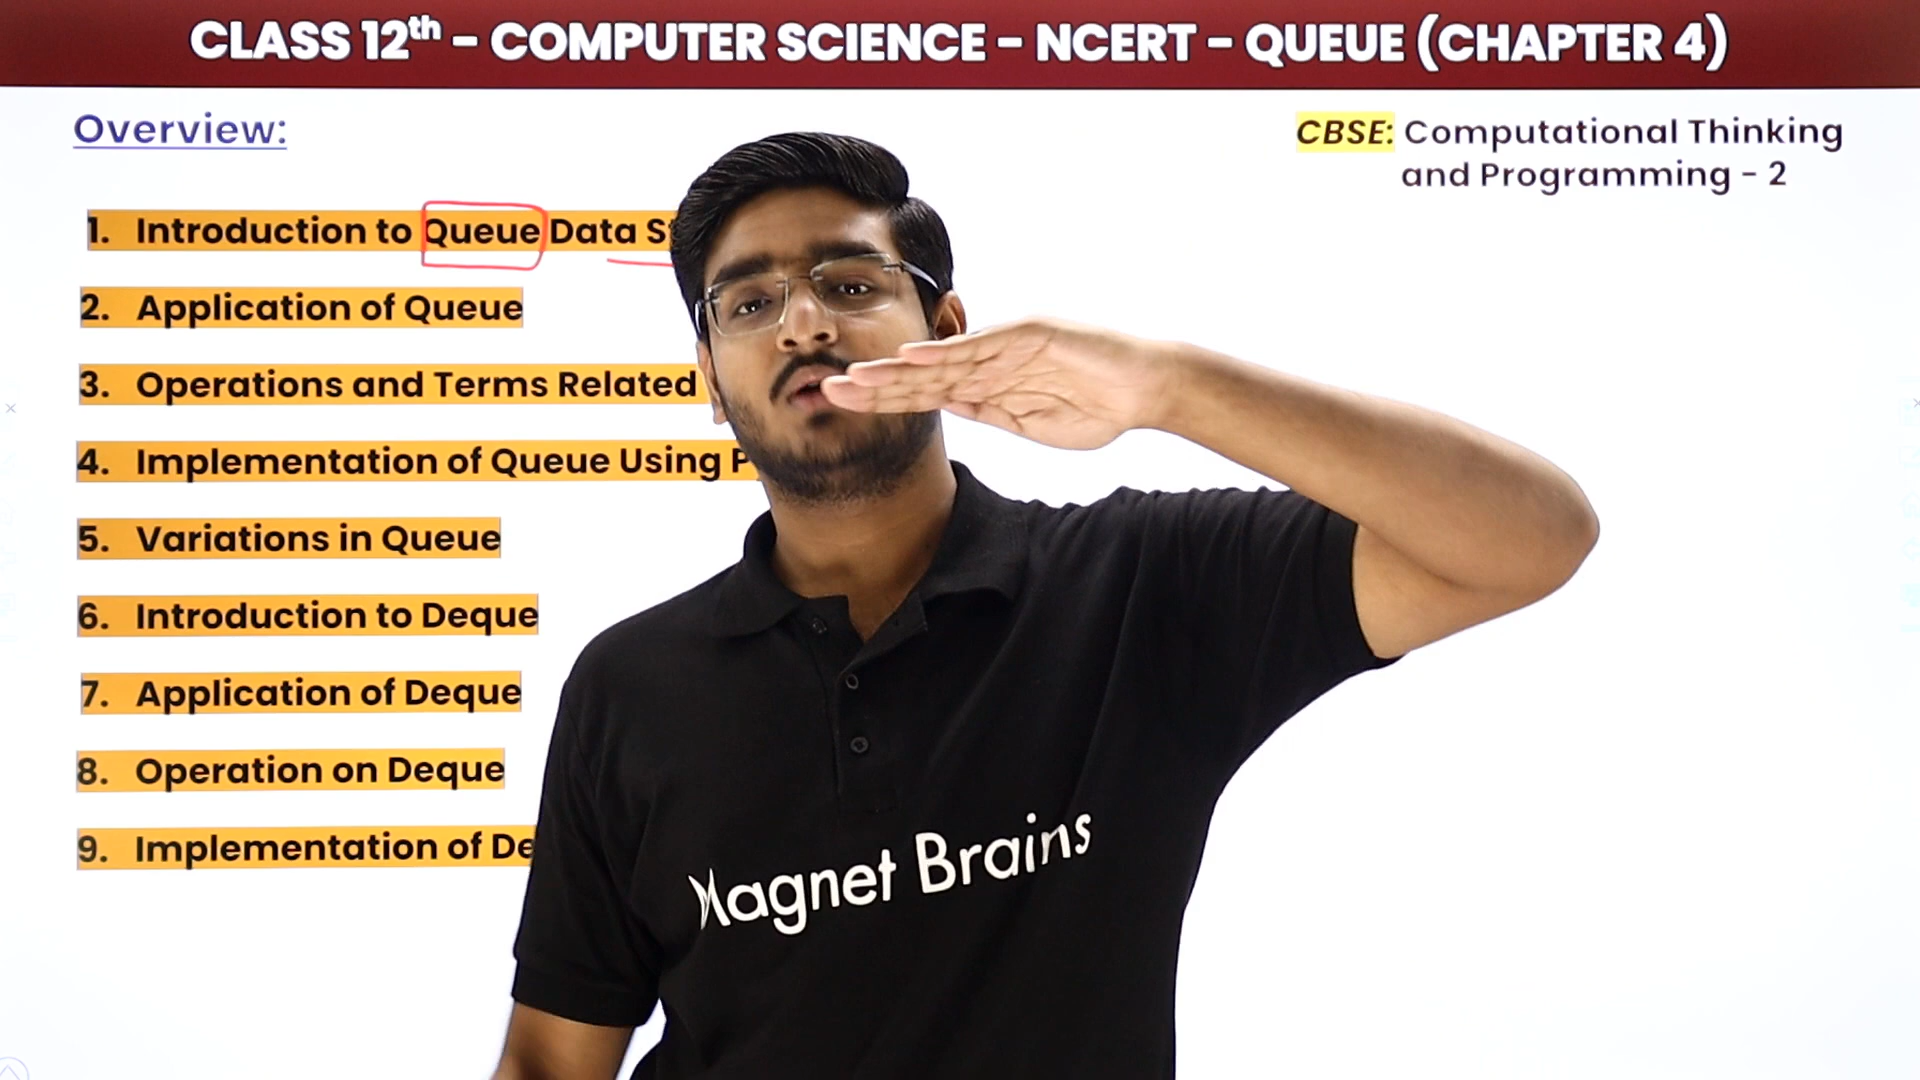 CLASS 12th - COMPUTER SCIENCE - NCERT - QUEUE (CHAPTER 4)
Overview:
CBSE: Computational Thinking
and Programming - 2
1. Introduction to Queue Data
2. Application of Queue
3. Operations and Terms Related
4. Implementation of Queue Using
5. Variations in Queue
6. Introduction to Deque
7. Application of Deque
8. Operation on Deque
9. Implementation of
Magnet Brains